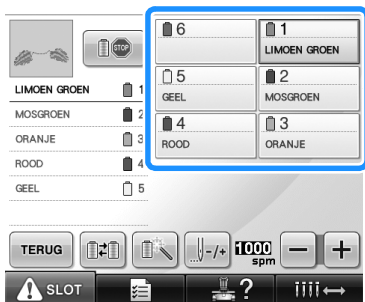 6
1
LIMOEN GROEN
5
GEEL
2
MOSGROEN
4
ROOD
3
ORANJE
STOP
LIMOEN GROEN 1
MOSGROEN 2
ORANJE 3
ROOD 4
GEEL 5
TERUG
-/+
1000
spm
− +
SLOT
?